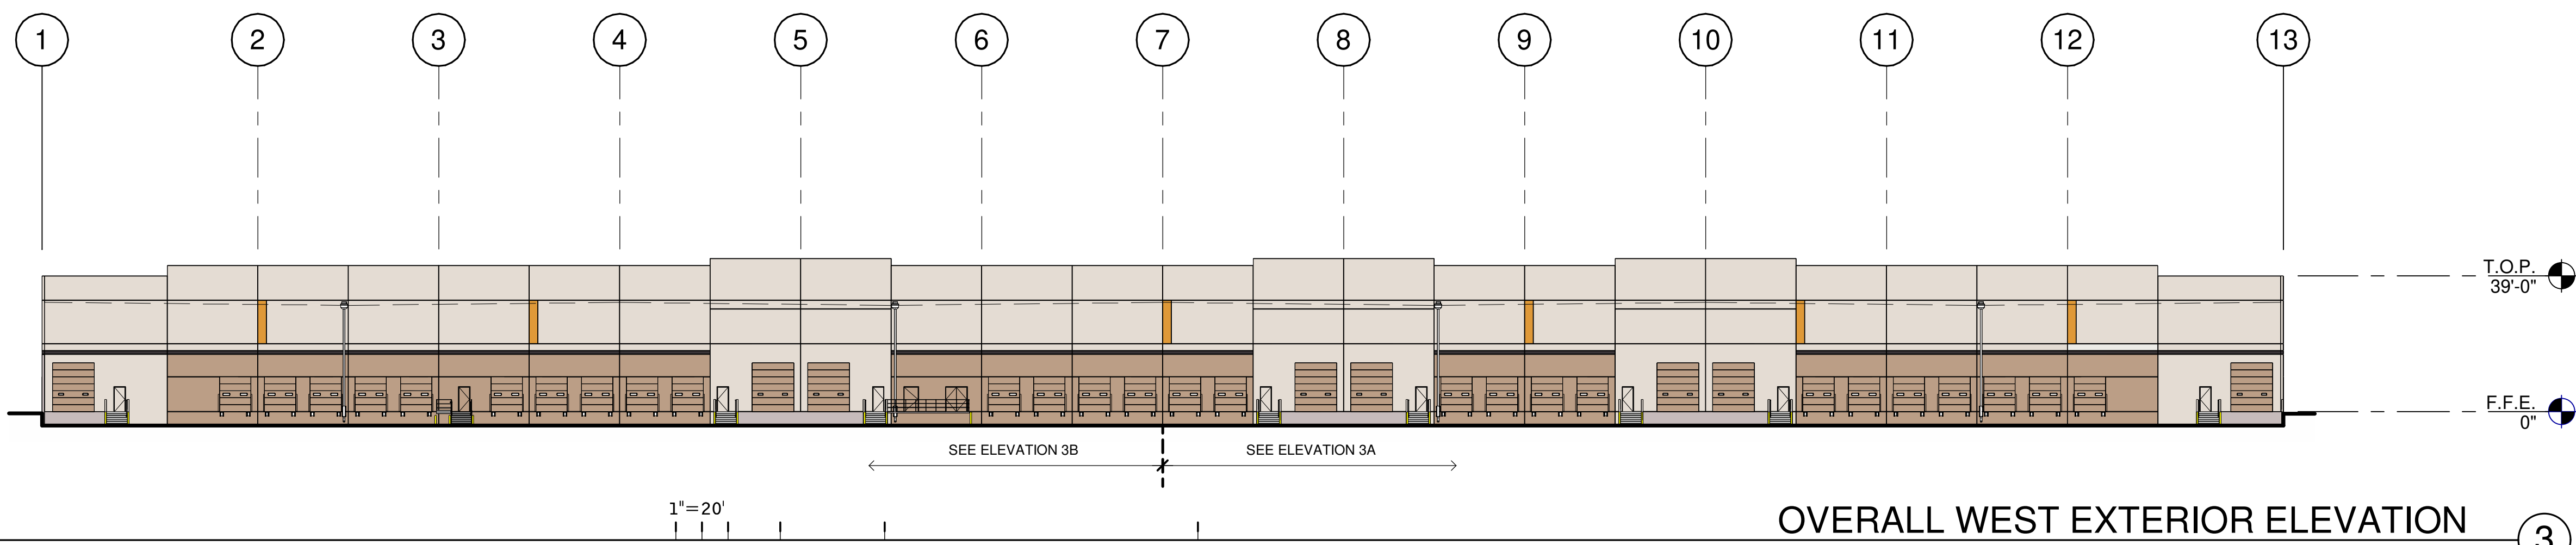 1 2 3 4 5 6 7 8 9 10 11 12 13
T.O.P.
39'-0"
F.F.E.
0"
SEE ELEVATION 3B SEE ELEVATION 3A
1"=20'
OVERALL WEST EXTERIOR ELEVATION
3